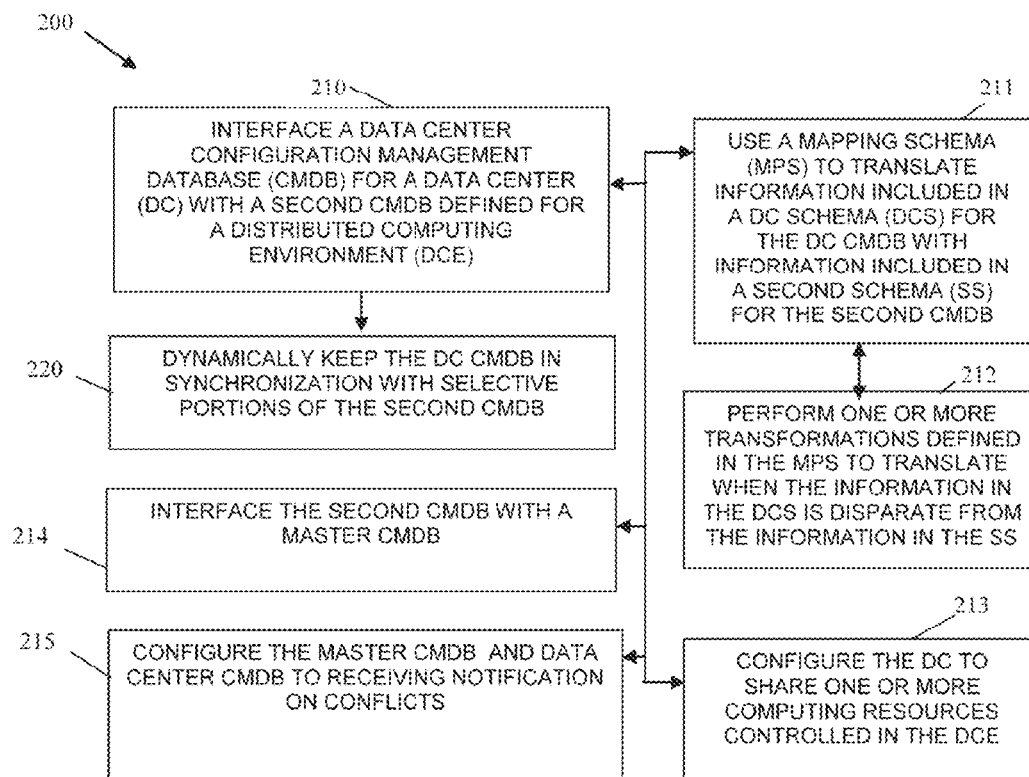 200
210
INTERFACE A DATA CENTER
CONFIGURATION MANAGEMENT
DATABASE (CMDB) FOR A DATA CENTER
(DC) WITH A SECOND CMDB DEFINED FOR
A DISTRIBUTED COMPUTING
ENVIRONMENT (DCE)
211
USE A MAPPING SCHEMA
(MPS) TO TRANSLATE
INFORMATION INCLUDED IN
A DC SCHEMA (DCS) FOR
THE DC CMDB WITH
INFORMATION INCLUDED IN
A SECOND SCHEMA (SS)
FOR THE SECOND CMDB
220
DYNAMICALLY KEEP THE DC CMDB IN
SYNCHRONIZATION WITH SELECTIVE
PORTIONS OF THE SECOND CMDB
212
PERFORM ONE OR MORE
TRANSFORMATIONS DEFINED
IN THE MPS TO TRANSLATE
WHEN THE INFORMATION IN
THE DCS IS DISPARATE FROM
THE INFORMATION IN THE SS
214
INTERFACE THE SECOND CMDB WITH A
MASTER CMDB
215
CONFIGURE THE MASTER CMDB AND DATA
CENTER CMDB TO RECEIVING NOTIFICATION
ON CONFLICTS
213
CONFIGURE THE DC TO
SHARE ONE OR MORE
COMPUTING RESOURCES
CONTROLLED IN THE DCE